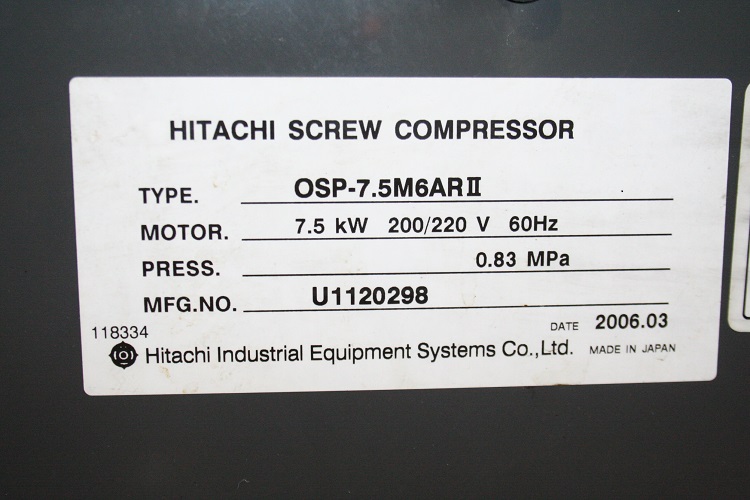 HITACHI SCREW COMPRESSOR
TYPE. OSP-7.5M6ARⅡ
MOTOR. 7.5 kW 200/220 V 60Hz
PRESS. 0.83 MPa
MFG.NO. U1120298
118334 DATE 2006.03
Hitachi Industrial Equipment Systems Co.,Ltd. MADE IN JAPAN